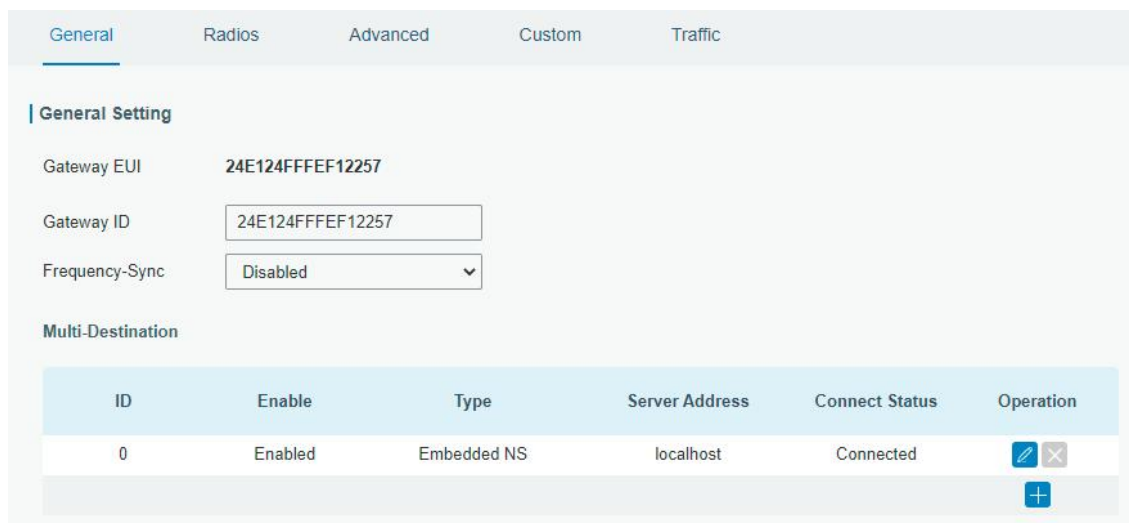 General Radios Advanced Custom Traffic
General Setting
Gateway EUI 24E124FFFEF12257
Gateway ID 24E124FFFEF12257
Frequency-Sync Disabled
Multi-Destination
ID Enable Type Server Address Connect Status Operation
0 Enabled Embedded NS localhost Connected